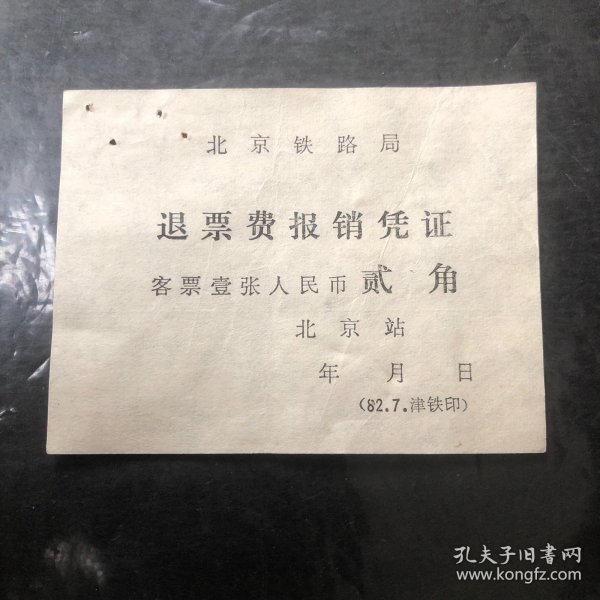 北京铁路局
退票费报销凭证
客票壹张人民币贰角
北京站
年 月 日
(82.7.津铁印)
孔夫子旧書网
www.kongfz.com